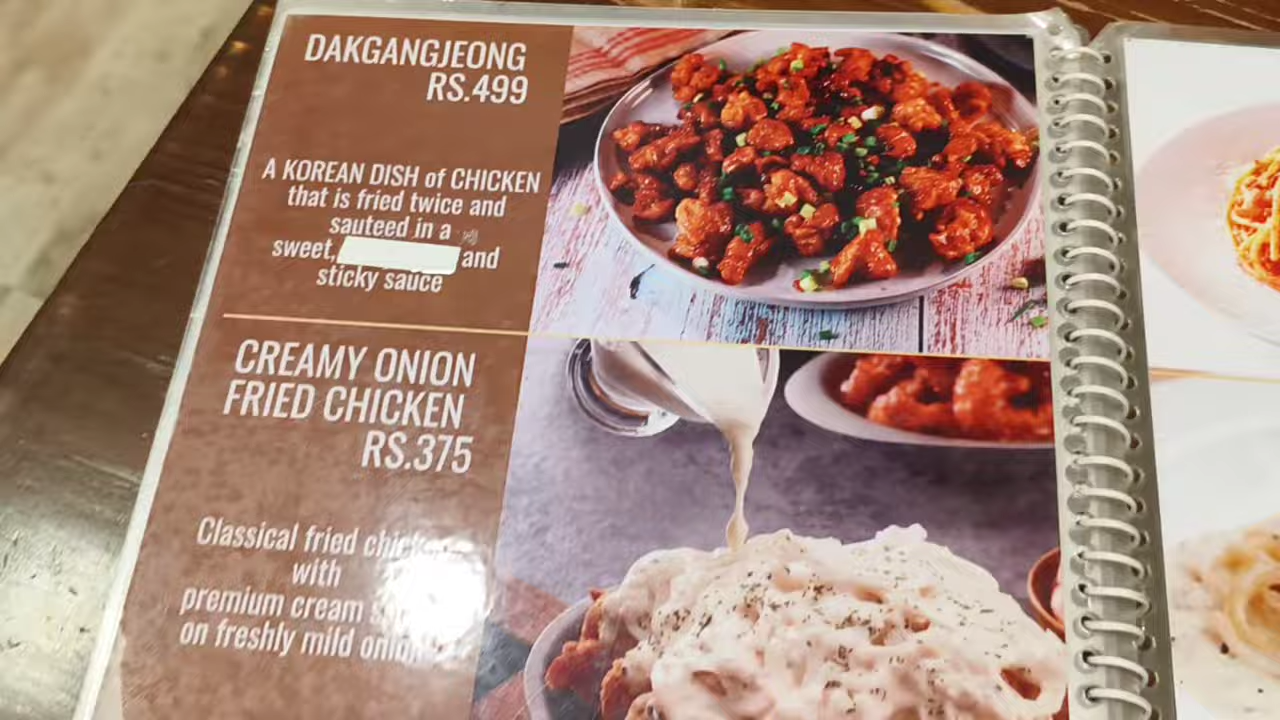 DAKGANGJEONG
RS.499
A KOREAN DISH of CHICKEN
that is fried twice and
sauteed in a
sweet, and
sticky sauce
CREAMY ONION
FRIED CHICKEN
RS.375
Classical fried
with
premium cream
on freshly mild